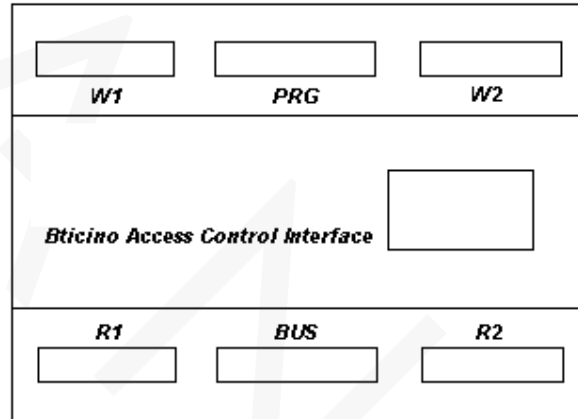 W1 PRG W2
Bticino Access Control Interface
R1 BUS R2